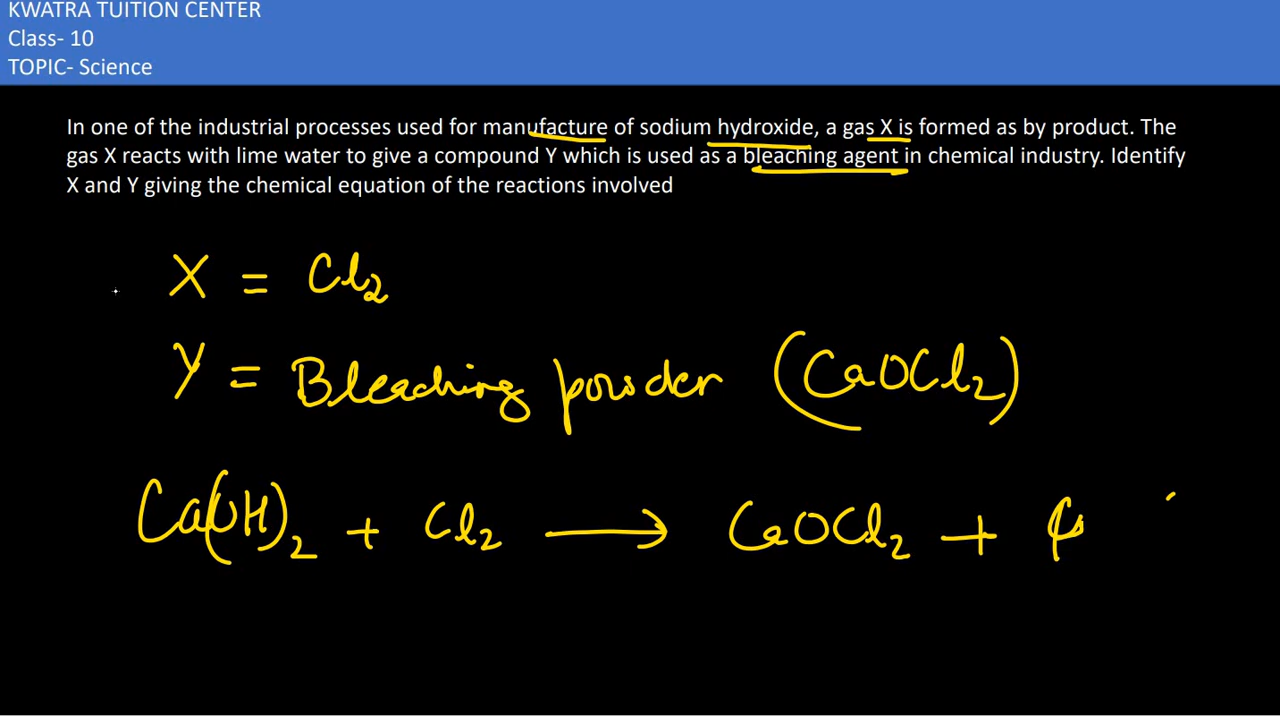 KWATRA TUITION CENTER
Class- 10
TOPIC- Science
In one of the industrial processes used for manufacture of sodium hydroxide, a gas X is formed as by product. The
gas X reacts with lime water to give a compound Y which is used as a bleaching agent in chemical industry. Identify
X and Y giving the chemical equation of the reactions involved
X = Cl₂
Y = Bleaching powder (CaOCl₂)
Ca(OH)₂ + Cl₂ ⟶ CaOCl₂ +